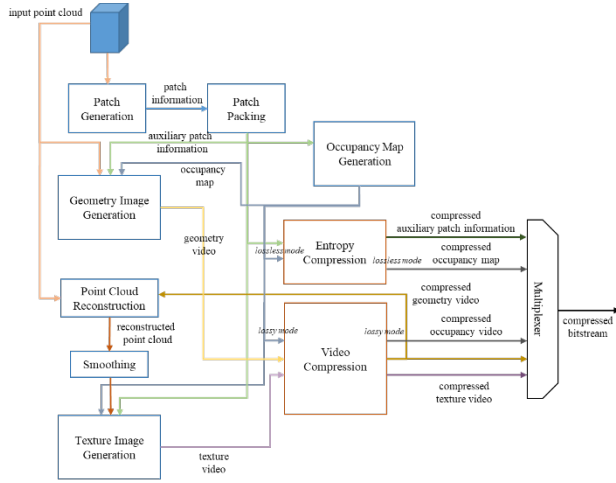 input point cloud
Patch
Generation
patch
information
Patch
Packing
auxiliary patch
information
Occupancy Map
Generation
occupancy
map
Geometry Image
Generation
geometry
video
lossless mode
Entropy
Compression
compressed
auxiliary patch information
lossless mode
compressed
occupancy map
Point Cloud
Reconstruction
compressed
geometry video
reconstructed
point cloud
lossy mode
Video
Compression
lossy mode
compressed
occupancy video
Multiplexer
compressed
bitstream
Smoothing
compressed
texture video
Texture Image
Generation
texture
video